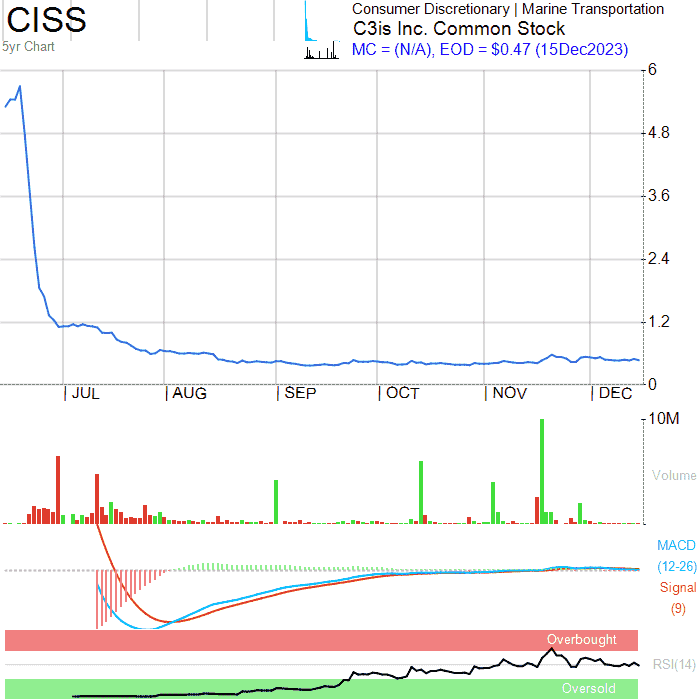 CISS
5yr Chart
Consumer Discretionary | Marine Transportation
C3is Inc. Common Stock
MC = (N/A), EOD = $0.47 (15Dec2023)
6
4.8
3.6
2.4
1.2
0
JUL AUG SEP OCT NOV DEC
10M
Volume
MACD
(12-26)
Signal
(9)
Overbought
RSI(14)
Oversold